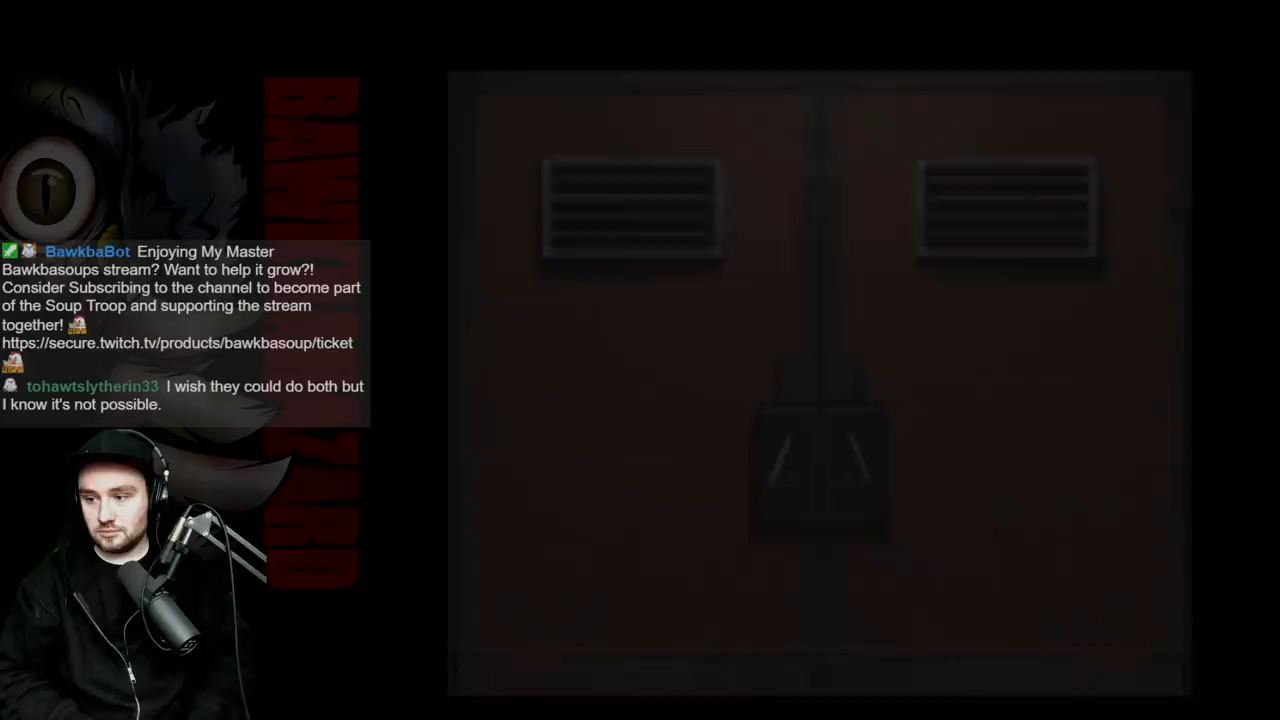 BawkbaBot Enjoying My Master
Bawkbasoups stream? Want to help it grow?!
Consider Subscribing to the channel to become part
of the Soup Troop and supporting the stream
together!
https://secure.twitch.tv/products/bawkbasoup/ticket
tohawtslytherin33 I wish they could do both but
I know it's not possible.